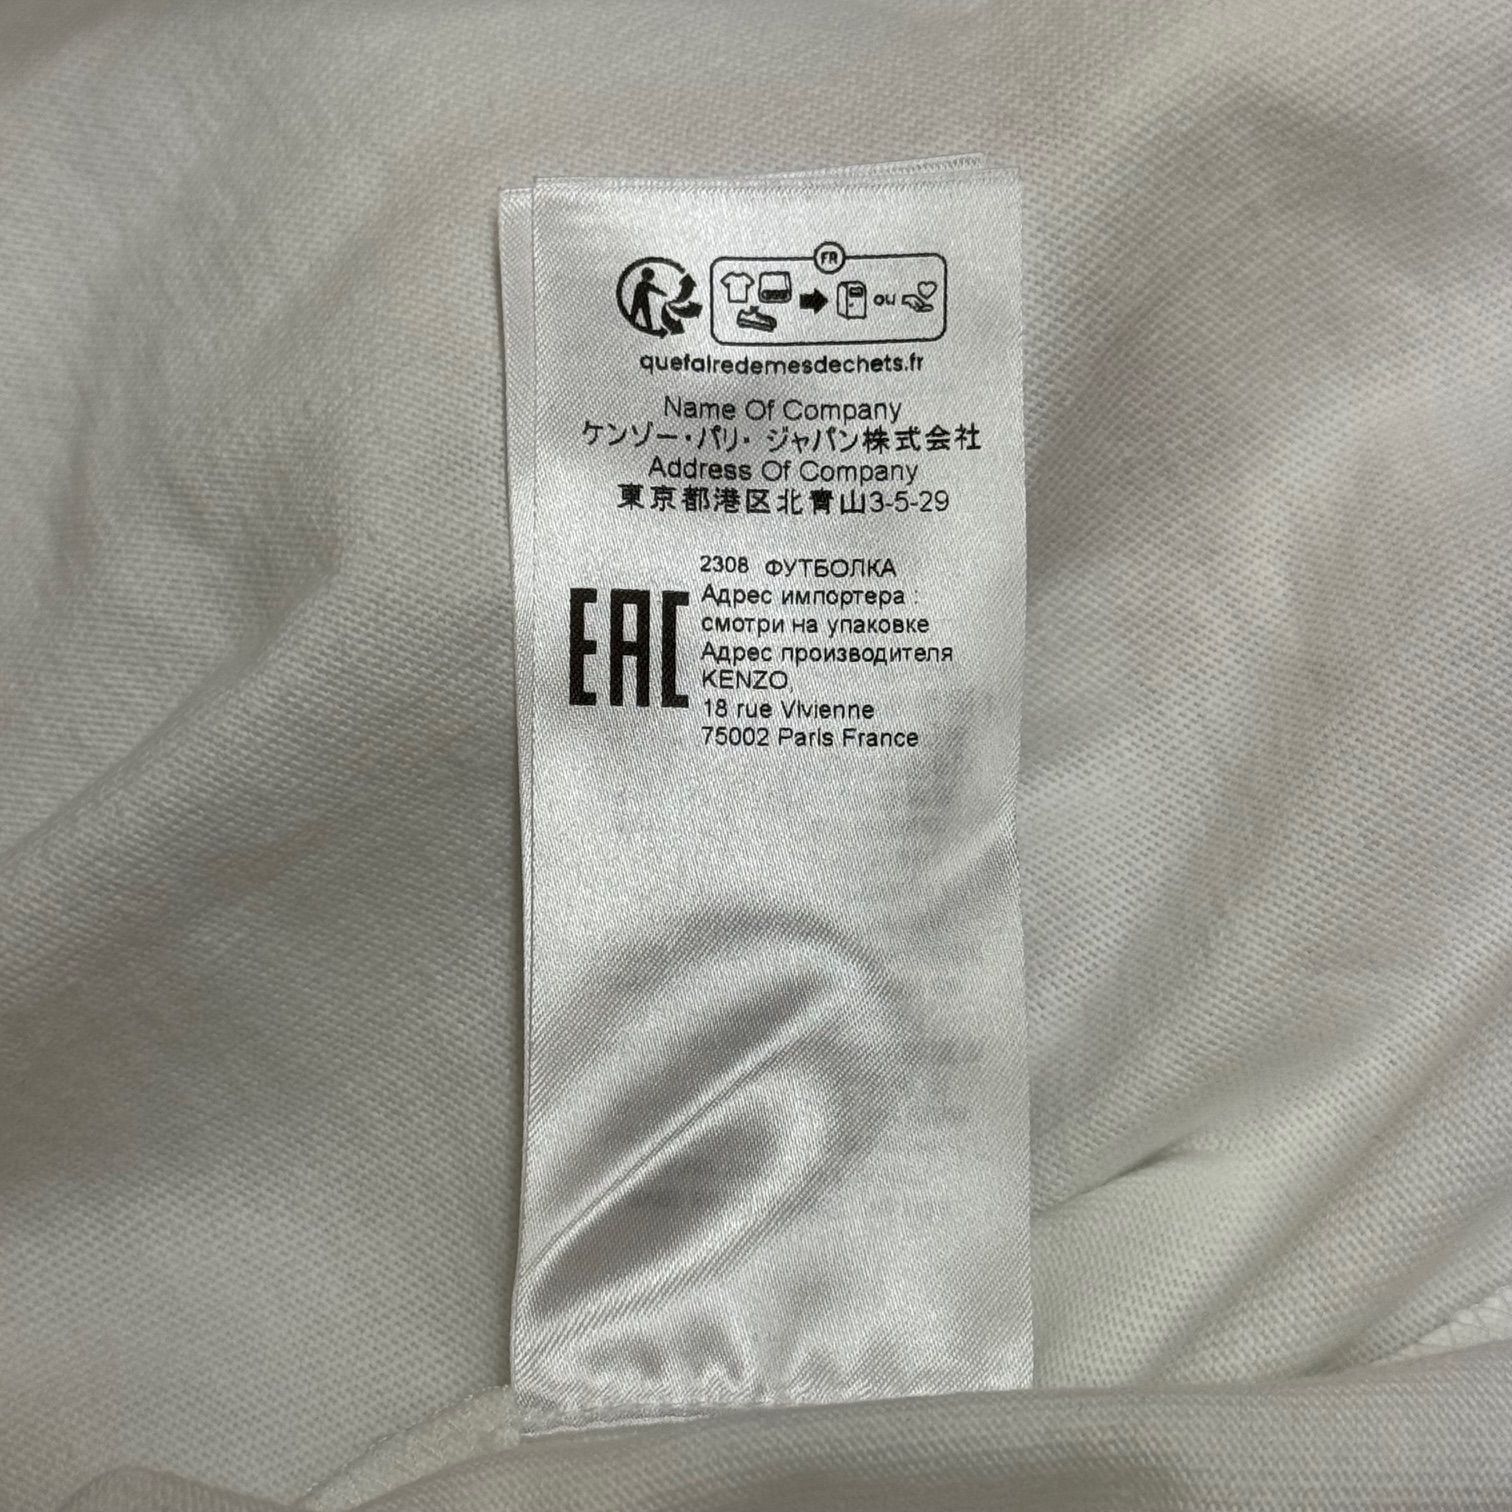 FR
ou
quefairedemesdechets.fr
Name Of Company
ケンゾー・パリ・ジャパン株式会社
Address Of Company
東京都港区北青山3-5-29
2308 ФУТБОЛКА
Адрес импортера :
смотри на упаковке
Адрес производителя
KENZO,
18 rue Vivienne
75002 Paris France
EAC